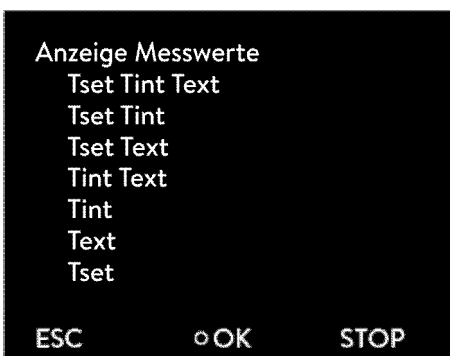 Anzeige Messwerte
Tset Tint Text
Tset Tint
Tset Text
Tint Text
Tint
Text
Tset
ESC OK STOP